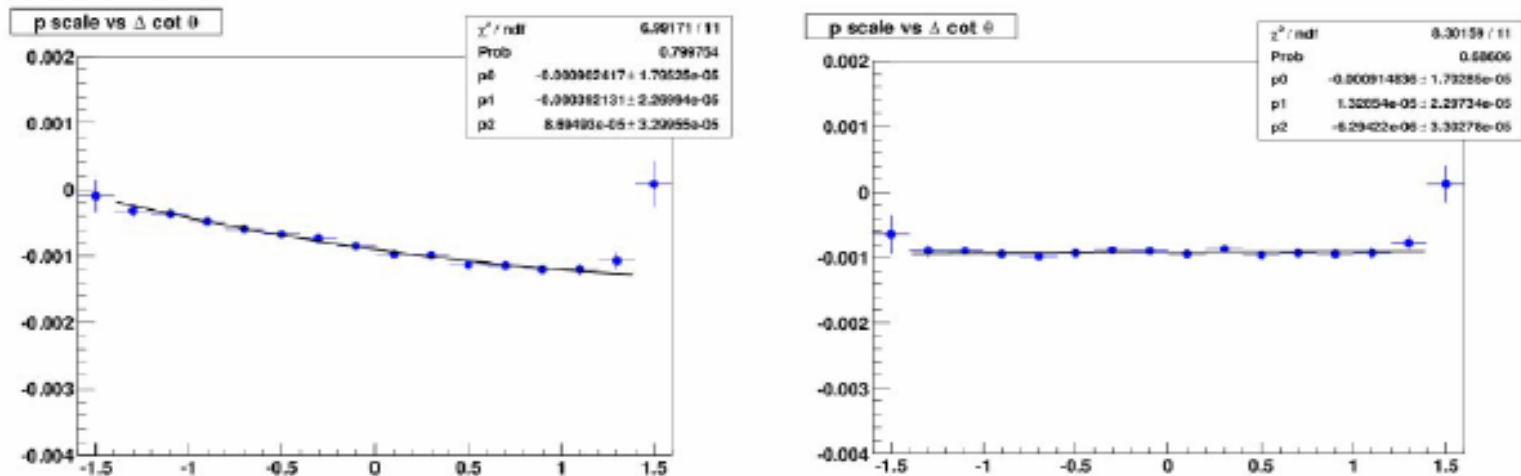 p scale vs Δ cot θ
χ² / ndf 6.99171 / 11
Prob 0.799754
p0 -0.000902417 ± 1.79525e-05
p1 -0.000392131 ± 2.26994e-05
p2 8.69493e-05 ± 3.29955e-05
0.002
0.001
0
-0.001
-0.002
-0.003
-0.004
-1.5 -1 -0.5 0 0.5 1 1.5
p scale vs Δ cot θ
χ² / ndf 8.30159 / 11
Prob 0.68606
p0 -0.000914836 ± 1.70285e-05
p1 1.32654e-05 ± 2.29734e-05
p2 -6.29422e-06 ± 3.30276e-05
0.002
0.001
0
-0.001
-0.002
-0.003
-0.004
-1.5 -1 -0.5 0 0.5 1 1.5